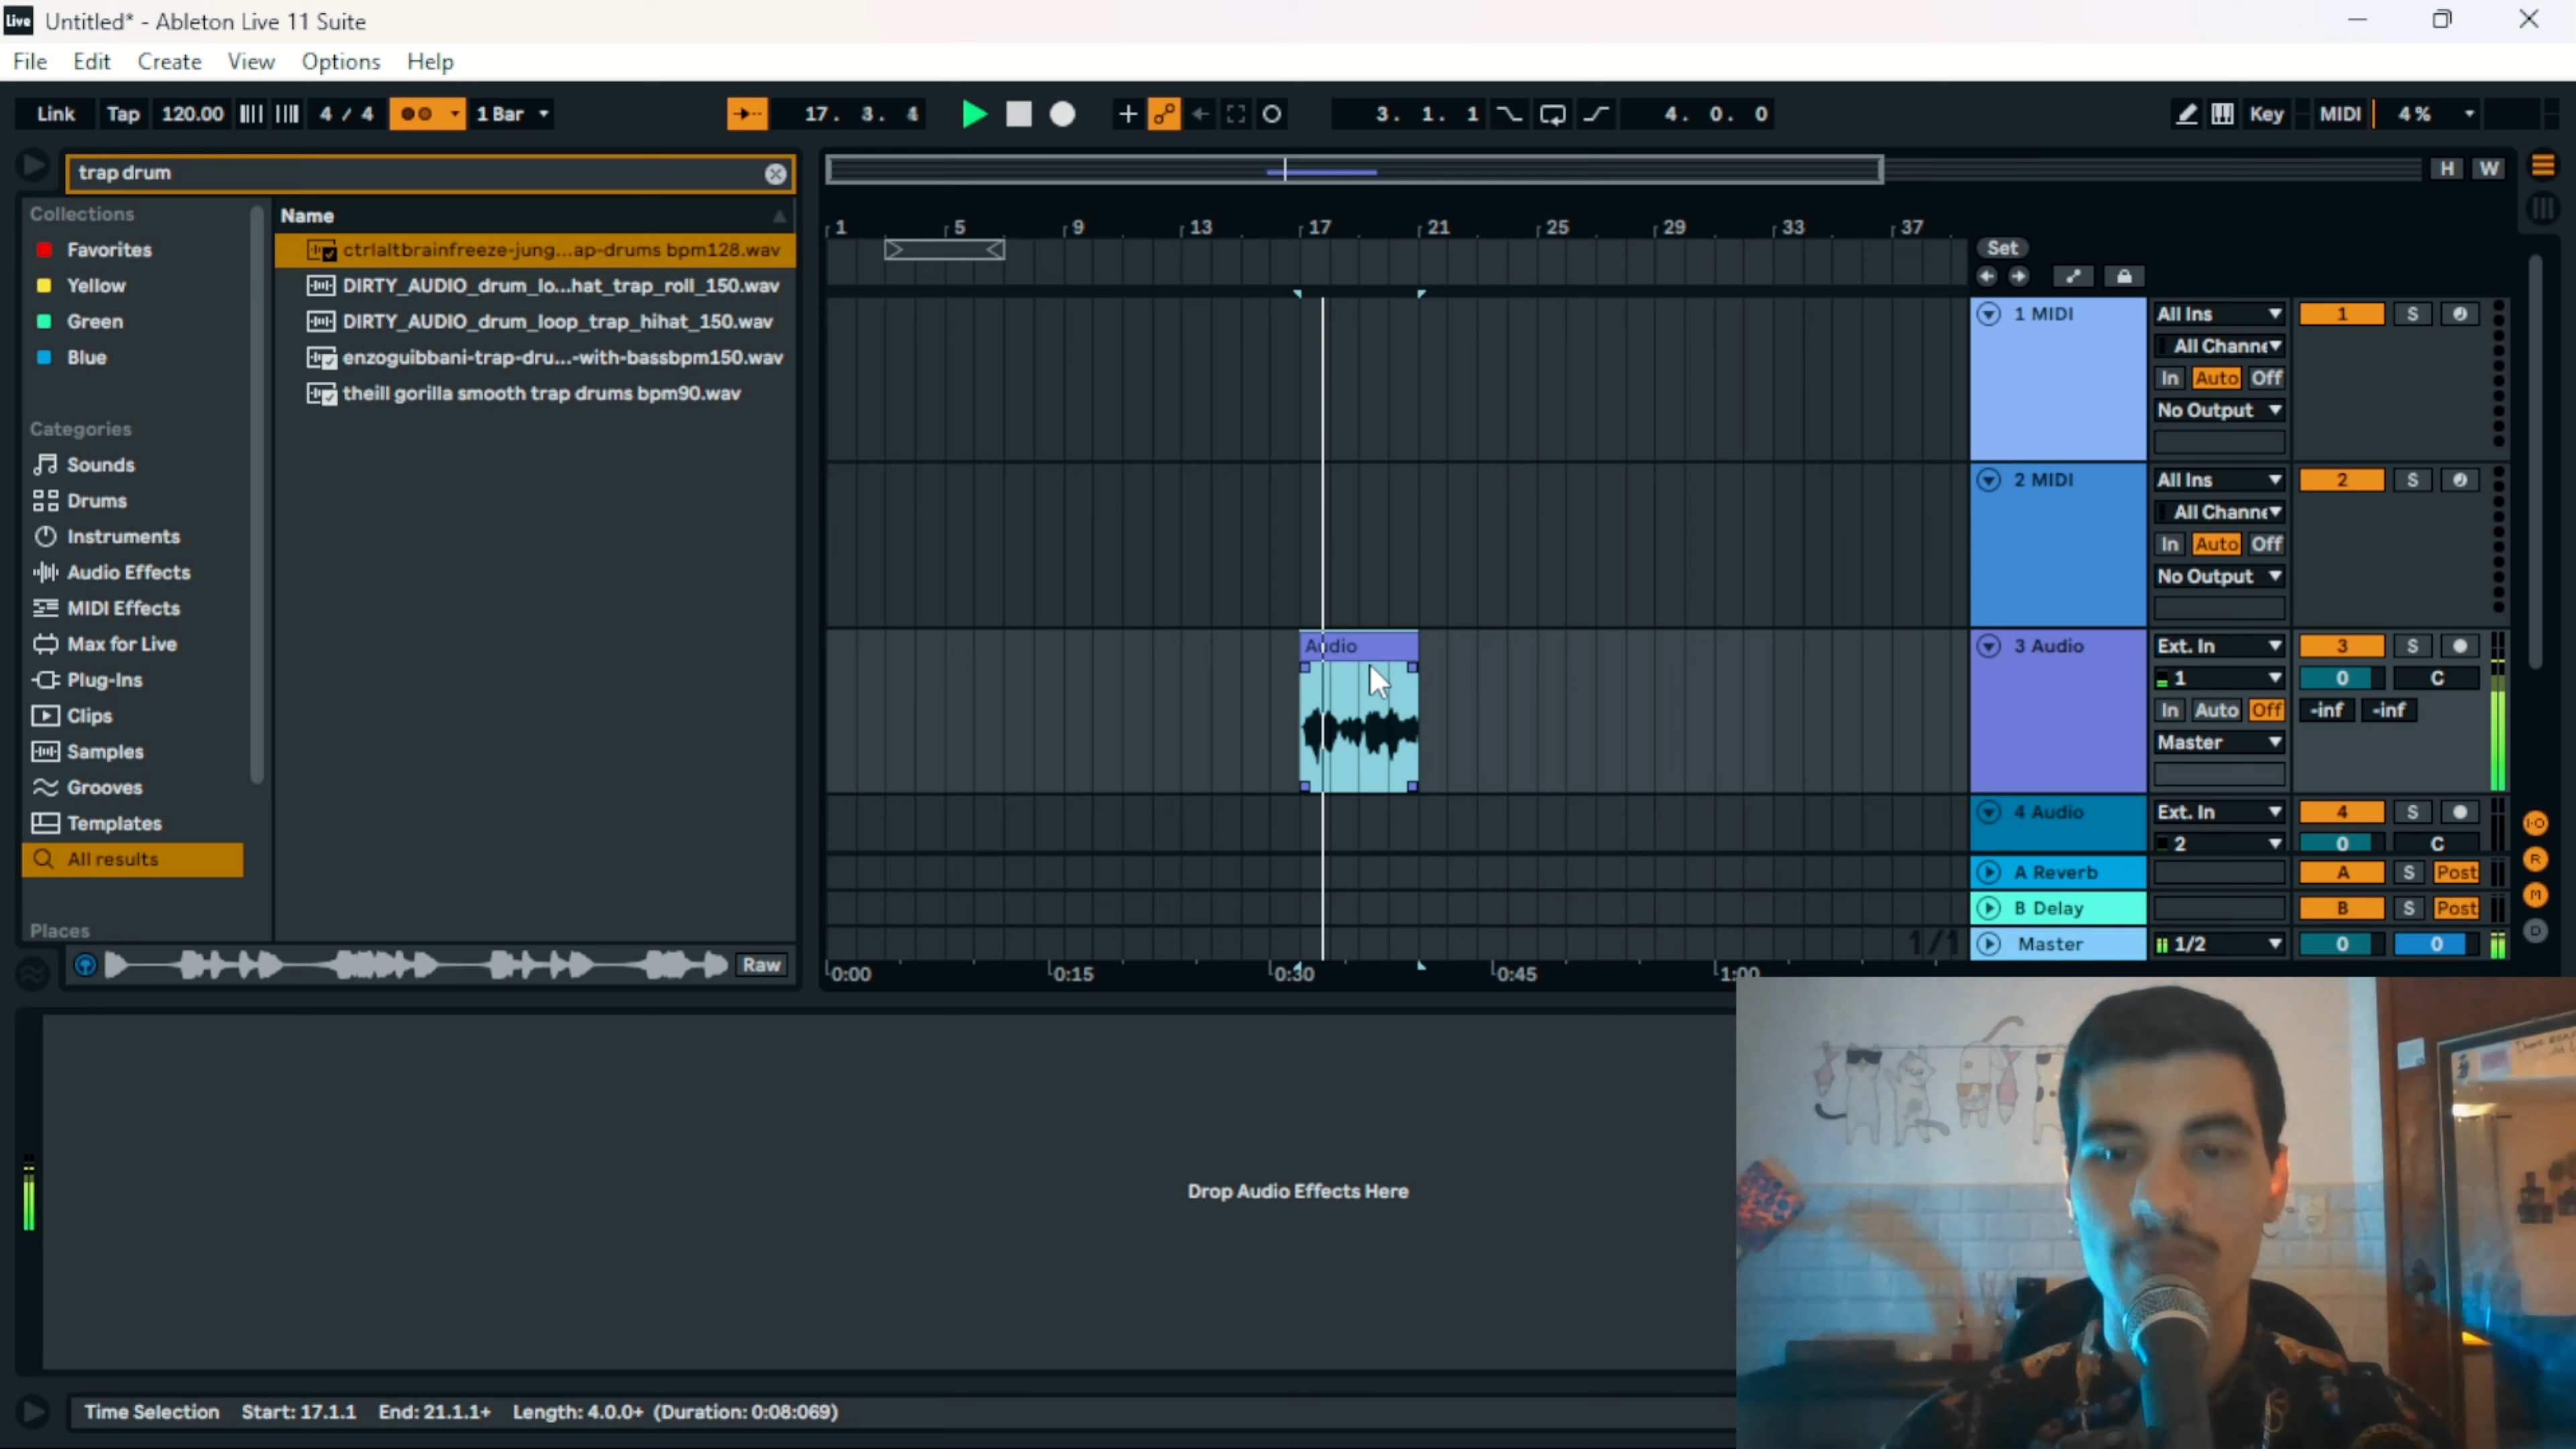 Live Untitled* - Ableton Live 11 Suite
File Edit Create View Options Help
Link Tap 120.00 4 / 4 1 Bar 17. 3. 4 3. 1. 1 4. 0. 0 Key MIDI 4 %
trap drum
H W
Collections
Name
1 5 9 13 17 21 25 29 33 37
Favorites
ctrlaltbrainfreeze-jung...ap-drums bpm128.wav
Set
Yellow
DIRTY_AUDIO_drum_lo...hat_trap_roll_150.wav
Green
DIRTY_AUDIO_drum_loop_trap_hihat_150.wav
1 MIDI All Ins 1 S
All Channe
Blue
enzoguibbani-trap-dru...-with-bassbpm150.wav
In Auto Off
theill gorilla smooth trap drums bpm90.wav
No Output
Categories
Sounds
2 MIDI All Ins 2 S
Drums
All Channe
Instruments
In Auto Off
Audio Effects
No Output
MIDI Effects
Max for Live
Audio
3 Audio Ext. In 3 S
Plug-Ins
1 0 C
Clips
In Auto Off -inf -inf
Samples
Master
Grooves
Templates
4 Audio Ext. In 4 S
2 0 C
All results
A Reverb A S Post
B Delay B S Post
Places
1/1
Master 1/2 0 0
I-O
R
M
D
Raw
0:00 0:15 0:30 0:45 1:00
Drop Audio Effects Here
Time Selection Start: 17.1.1 End: 21.1.1+ Length: 4.0.0+ (Duration: 0:08:069)